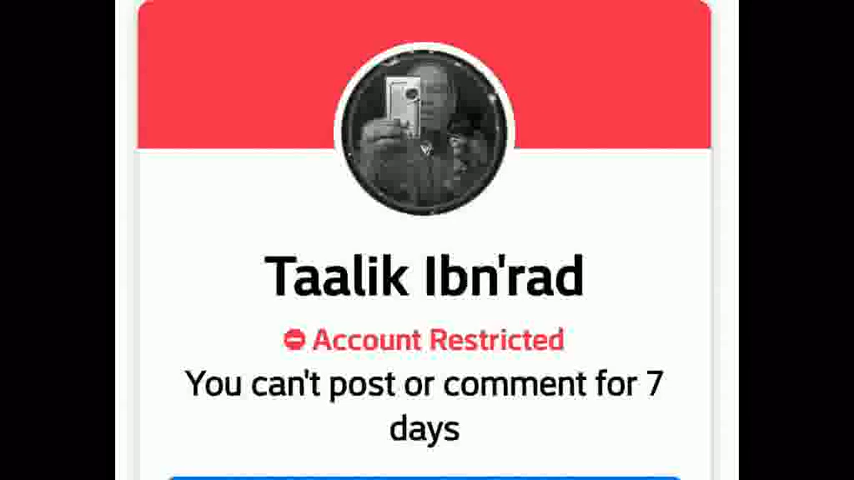 Taalik Ibn'rad
Account Restricted
You can't post or comment for 7
days